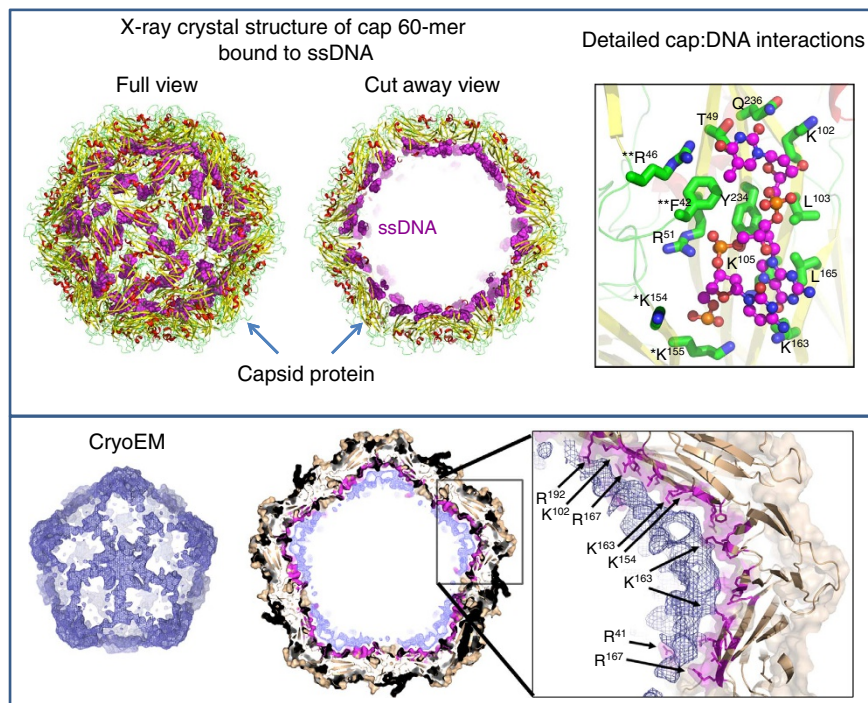 X-ray crystal structure of cap 60-mer
bound to ssDNA
Detailed cap:DNA interactions
Full view
Cut away view
ssDNA
Capsid protein
Q236
T49
K102
**R46
**F42
Y234
L103
R51
K105
L165
*K154
K163
*K155
CryoEM
R192
K102
R167
K163
K154
K163
R41
R167